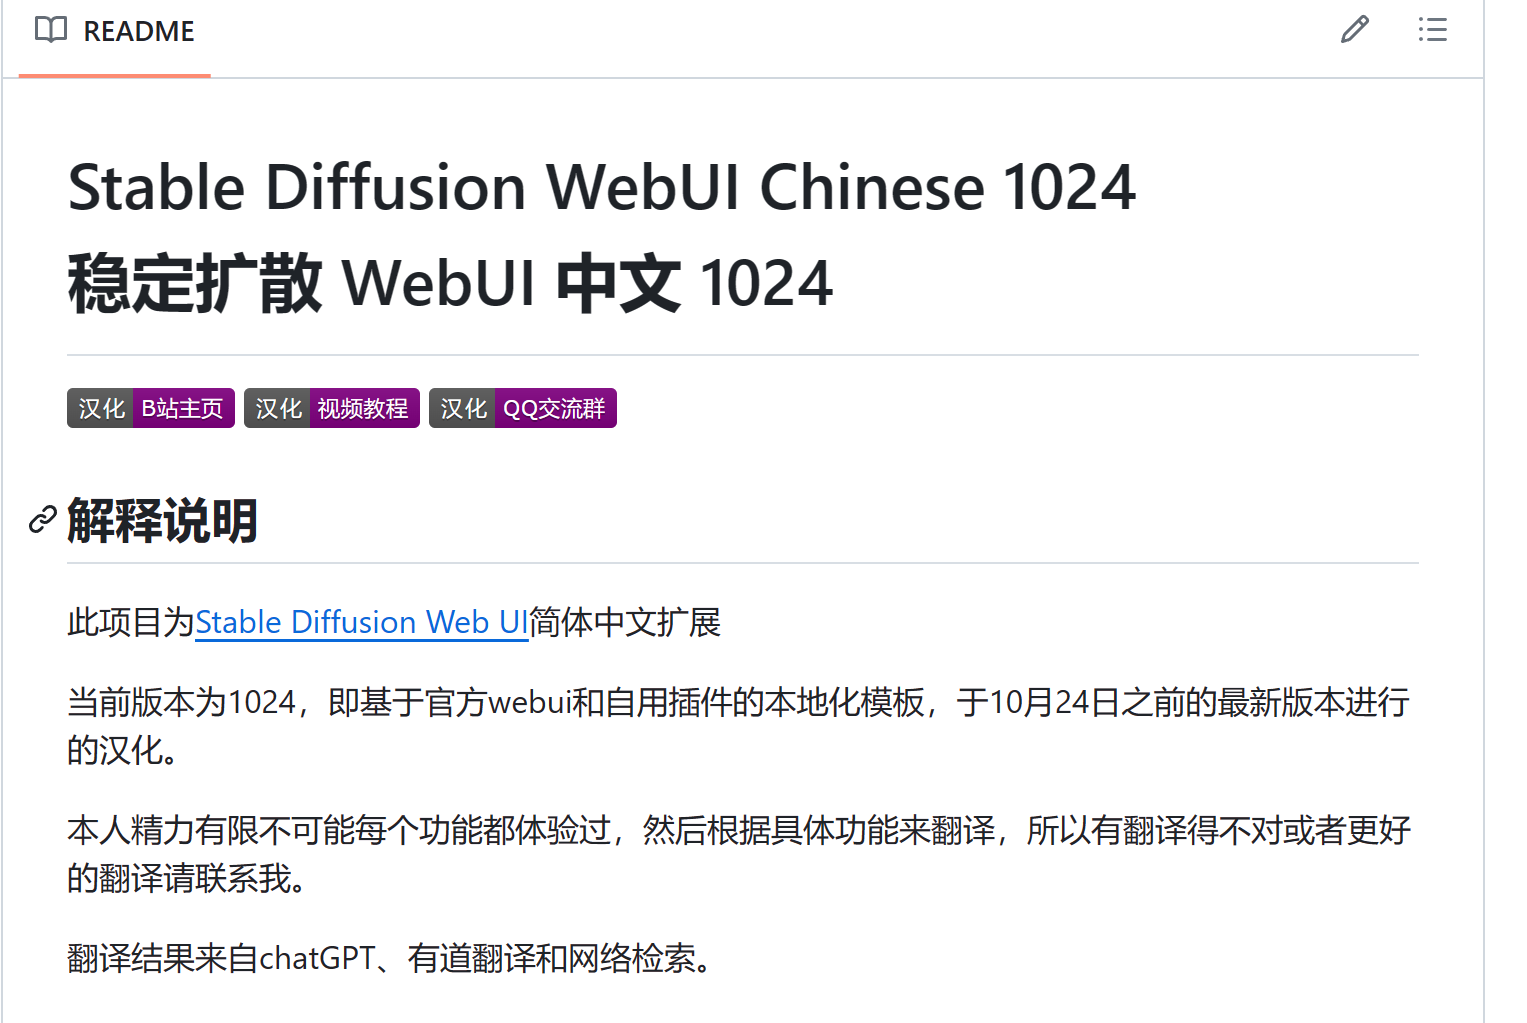 README
Stable Diffusion WebUI Chinese 1024
稳定扩散 WebUI 中文 1024
汉化 B站主页 汉化 视频教程 汉化 QQ交流群
解释说明
此项目为Stable Diffusion Web UI简体中文扩展
当前版本为1024，即基于官方webui和自用插件的本地化模板，于10月24日之前的最新版本进行
的汉化。
本人精力有限不可能每个功能都体验过，然后根据具体功能来翻译，所以有翻译得不对或者更好
的翻译请联系我。
翻译结果来自chatGPT、有道翻译和网络检索。